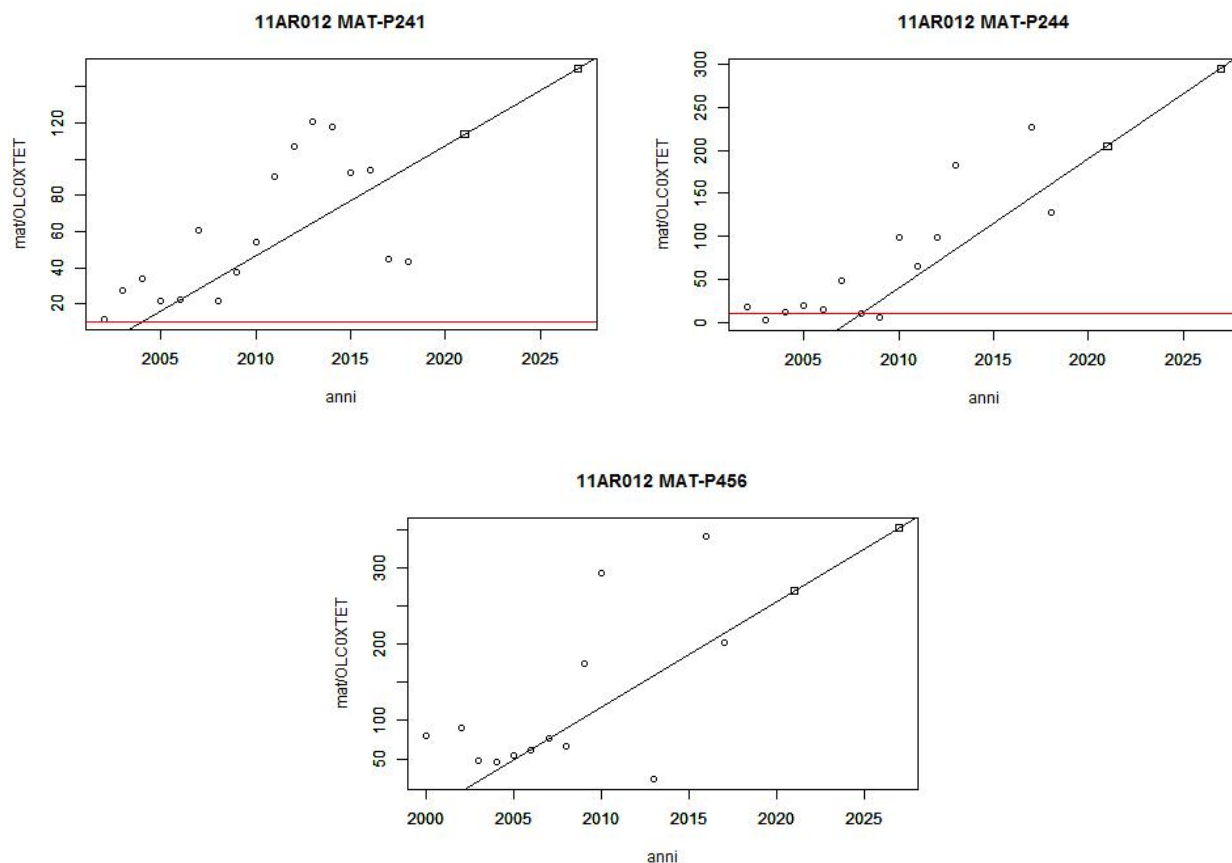 11AR012 MAT-P241
mat/OLC0XTET
120
80
60
40
20
2005 2010 2015 2020 2025
anni
11AR012 MAT-P244
mat/OLC0XTET
300
250
200
150
100
50
0
2005 2010 2015 2020 2025
anni
11AR012 MAT-P456
mat/OLC0XTET
300
200
100
50
2000 2005 2010 2015 2020 2025
anni